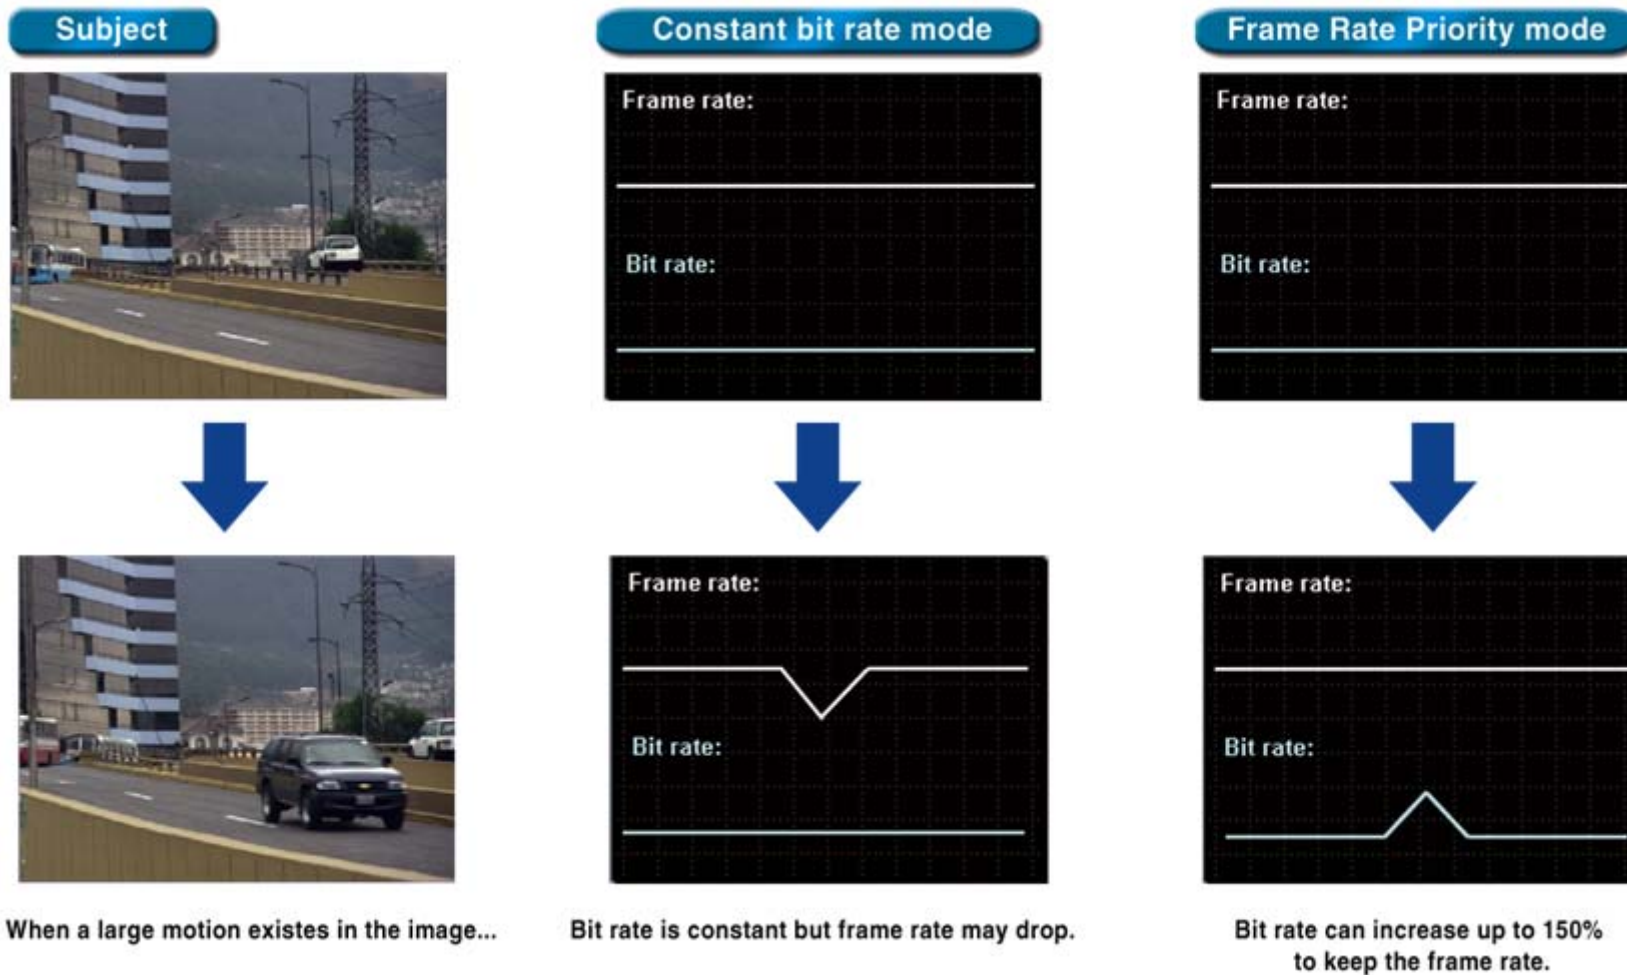 Subject
Constant bit rate mode
Frame Rate Priority mode
Frame rate:
Bit rate:
Frame rate:
Bit rate:
Frame rate:
Bit rate:
Frame rate:
Bit rate:
When a large motion existes in the image...
Bit rate is constant but frame rate may drop.
Bit rate can increase up to 150%
to keep the frame rate.